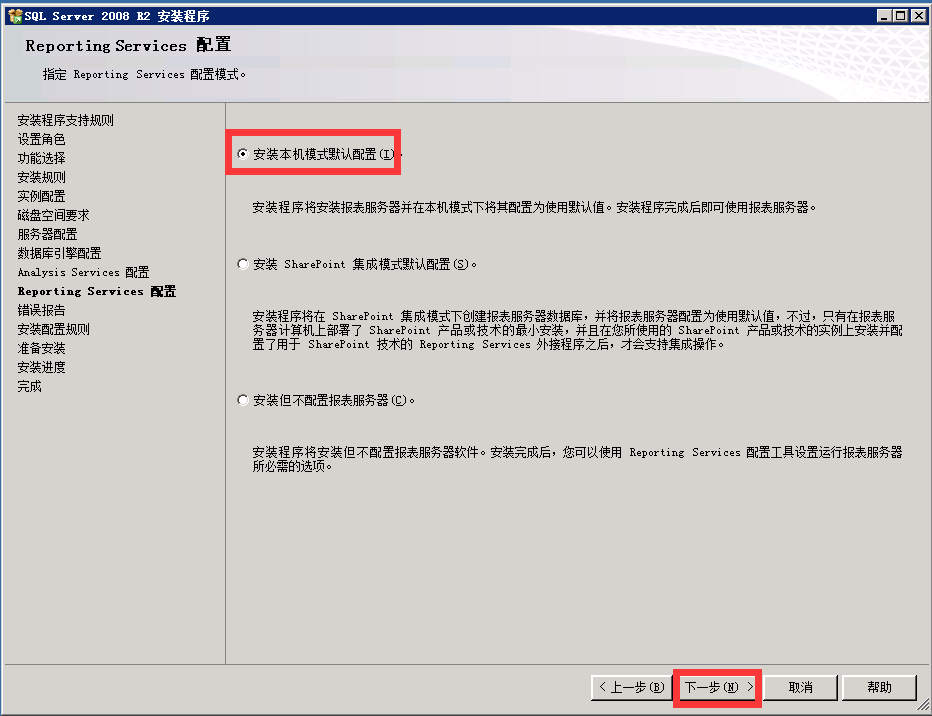 SQL Server 2008 R2 安装程序
Reporting Services 配置
指定 Reporting Services 配置模式。
安装程序支持规则
设置角色
功能选择
安装规则
实例配置
磁盘空间要求
服务器配置
数据库引擎配置
Analysis Services 配置
Reporting Services 配置
错误报告
安装配置规则
准备安装
安装进度
完成
安装本机模式默认配置(I)。
安装程序将安装报表服务器并在本机模式下将其配置为使用默认值。安装程序完成后即可使用报表服务器。
安装 SharePoint 集成模式默认配置(S)。
安装程序将在 SharePoint 集成模式下创建报表服务器数据库，并将报表服务器配置为使用默认值，不过，只有在报表服
务器计算机上部署了 SharePoint 产品或技术的最小安装，并且在您所使用的 SharePoint 产品或技术的实例上安装并配
置了用于 SharePoint 技术的 Reporting Services 外接程序之后，才会支持集成操作。
安装但不配置报表服务器(C)。
安装程序将安装但不配置报表服务器软件。安装完成后，您可以使用 Reporting Services 配置工具设置运行报表服务器
所必需的选项。
< 上一步(B) 下一步(N) > 取消 帮助